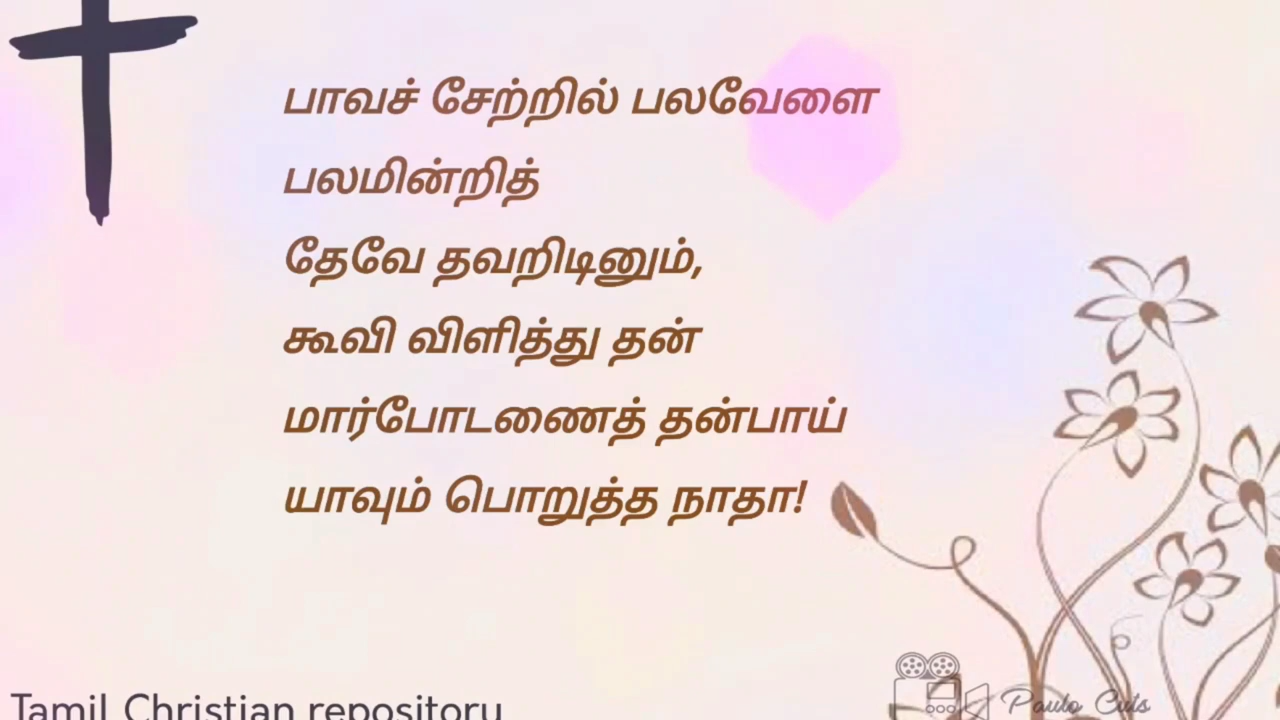 பாவச் சேற்றில் பலவேளை
பலமின்றித்
தேவே தவறிடினும்,
கூவி விளித்து தன்
மார்போடணைத் தன்பாய்
யாவும் பொறுத்த நாதா!
Tamil Christian repository
Paulo Cuts